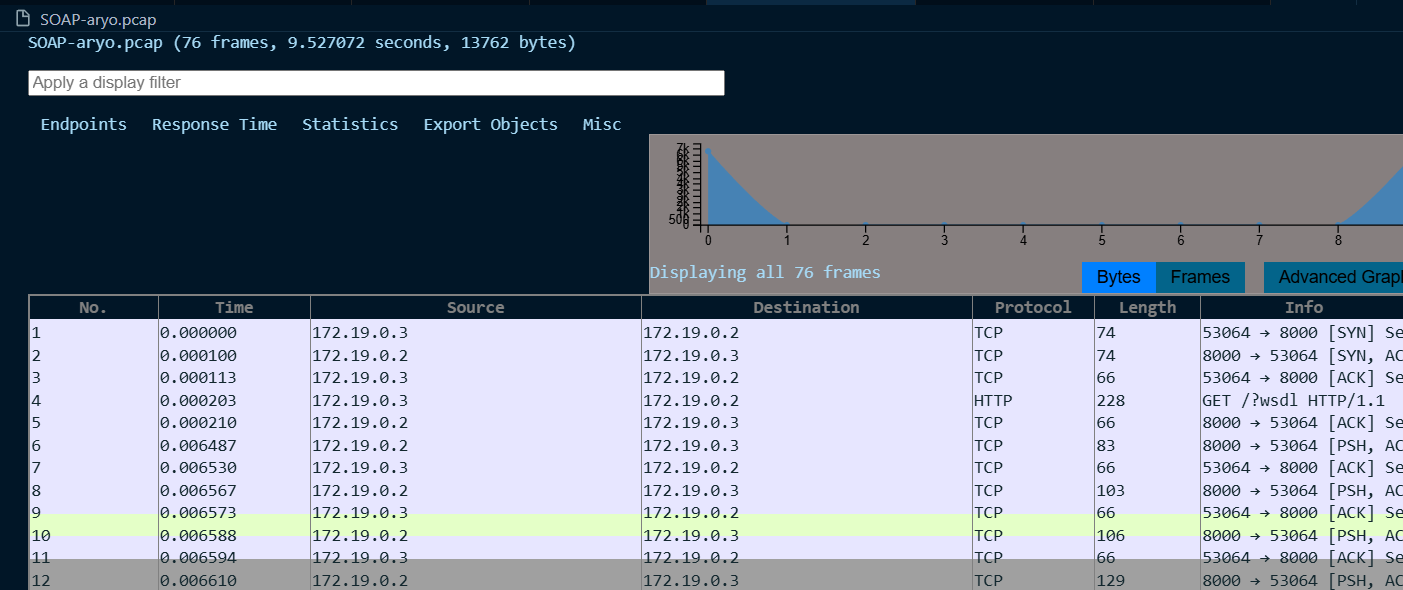 SOAP-aryo.pcap
SOAP-aryo.pcap (76 frames, 9.527072 seconds, 13762 bytes)
Apply a display filter
Endpoints Response Time Statistics Export Objects Misc
7k
500
0
0 1 2 3 4 5 6 7 8
Displaying all 76 frames
Bytes Frames Advanced Grap
No. Time Source Destination Protocol Length Info
1 0.000000 172.19.0.3 172.19.0.2 TCP 74 53064 → 8000 [SYN] Se
2 0.000100 172.19.0.2 172.19.0.3 TCP 74 8000 → 53064 [SYN, AC
3 0.000113 172.19.0.3 172.19.0.2 TCP 66 53064 → 8000 [ACK] Se
4 0.000203 172.19.0.3 172.19.0.2 HTTP 228 GET /?wsdl HTTP/1.1
5 0.000210 172.19.0.2 172.19.0.3 TCP 66 8000 → 53064 [ACK] Se
6 0.006487 172.19.0.2 172.19.0.3 TCP 83 8000 → 53064 [PSH, AC
7 0.006530 172.19.0.3 172.19.0.2 TCP 66 53064 → 8000 [ACK] Se
8 0.006567 172.19.0.2 172.19.0.3 TCP 103 8000 → 53064 [PSH, AC
9 0.006573 172.19.0.3 172.19.0.2 TCP 66 53064 → 8000 [ACK] Se
10 0.006588 172.19.0.2 172.19.0.3 TCP 106 8000 → 53064 [PSH, AC
11 0.006594 172.19.0.3 172.19.0.2 TCP 66 53064 → 8000 [ACK] Se
12 0.006610 172.19.0.2 172.19.0.3 TCP 129 8000 → 53064 [PSH, AC